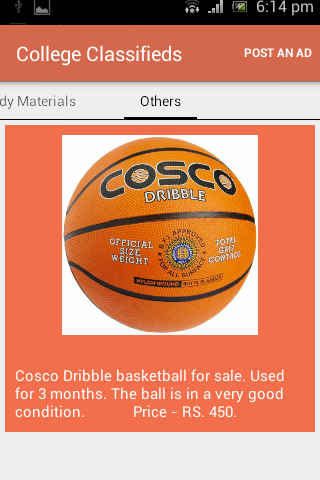 6:14 pm
College Classifieds
POST AN AD
dy Materials
Others
COSCO
DRIBBLE
OFFICIAL
SIZE
WEIGHT
B.F.I. APPROVED
FOR ALL SURFACE
TOTAL
GRIP
CONTROL
NYLON WOUND
Cosco Dribble basketball for sale. Used
for 3 months. The ball is in a very good
condition. Price - RS. 450.